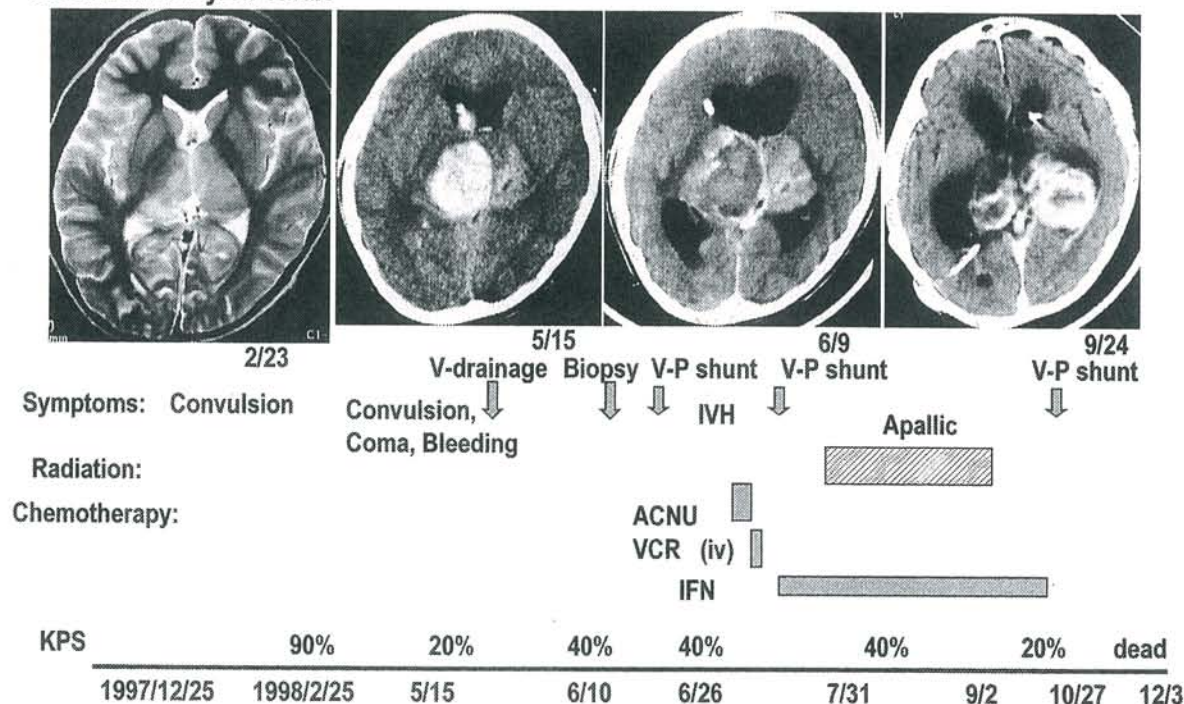 mm
C1
2/23
5/15
6/9
9/24
V-drainage Biopsy V-P shunt V-P shunt V-P shunt
Symptoms: Convulsion
Convulsion,
Coma, Bleeding
IVH
Apallic
Radiation:
Chemotherapy:
ACNU
VCR (iv)
IFN
KPS 90% 20% 40% 40% 40% 20% dead
1997/12/25 1998/2/25 5/15 6/10 6/26 7/31 9/2 10/27 12/3